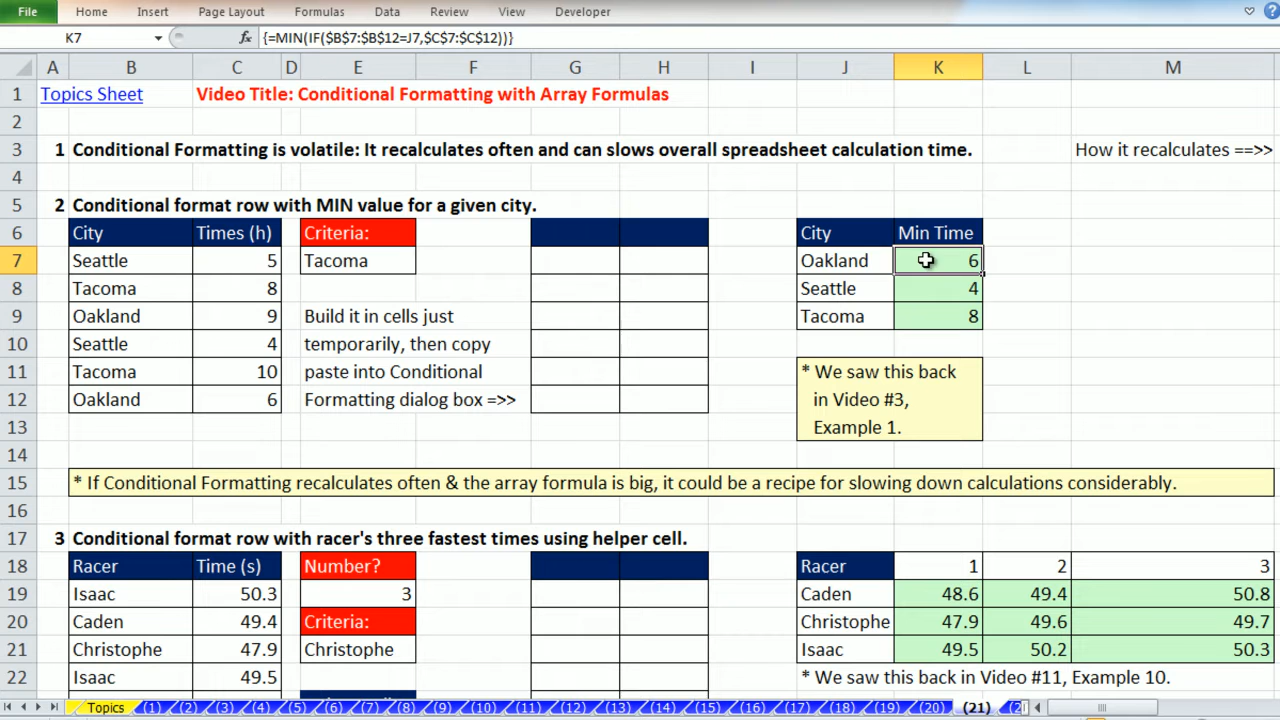 File Home Insert Page Layout Formulas Data Review View Developer
K7 fx {=MIN(IF($B$7:$B$12=J7,$C$7:$C$12))}
A B C D E F G H I J K L M
1 Topics Sheet Video Title: Conditional Formatting with Array Formulas
2
3 1 Conditional Formatting is volatile: It recalculates often and can slows overall spreadsheet calculation time. How it recalculates ==>>
4
5 2 Conditional format row with MIN value for a given city.
6 City Times (h) Criteria: City Min Time
7 Seattle 5 Tacoma Oakland 6
8 Tacoma 8 Seattle 4
9 Oakland 9 Build it in cells just Tacoma 8
10 Seattle 4 temporarily, then copy
11 Tacoma 10 paste into Conditional * We saw this back
12 Oakland 6 Formatting dialog box =>> in Video #3,
13 Example 1.
14
15 * If Conditional Formatting recalculates often & the array formula is big, it could be a recipe for slowing down calculations considerably.
16
17 3 Conditional format row with racer's three fastest times using helper cell.
18 Racer Time (s) Number? Racer 1 2 3
19 Isaac 50.3 3 Caden 48.6 49.4 50.8
20 Caden 49.4 Criteria: Christophe 47.9 49.6 49.7
21 Christophe 47.9 Christophe Isaac 49.5 50.2 50.3
22 Isaac 49.5 * We saw this back in Video #11, Example 10.
Topics (1) (2) (3) (4) (5) (6) (7) (8) (9) (10) (11) (12) (13) (14) (15) (16) (17) (18) (19) (20) (21)